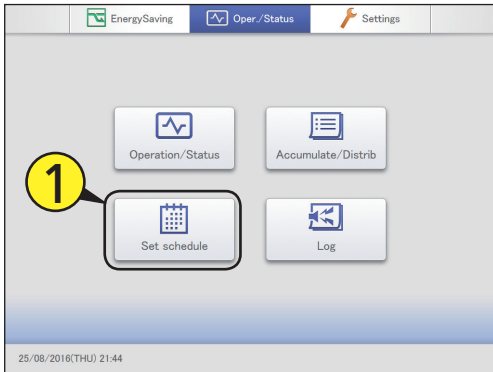 EnergySaving Oper./Status Settings
Operation/Status Accumulate/Distrib
1
Set schedule Log
25/08/2016(THU) 21:44